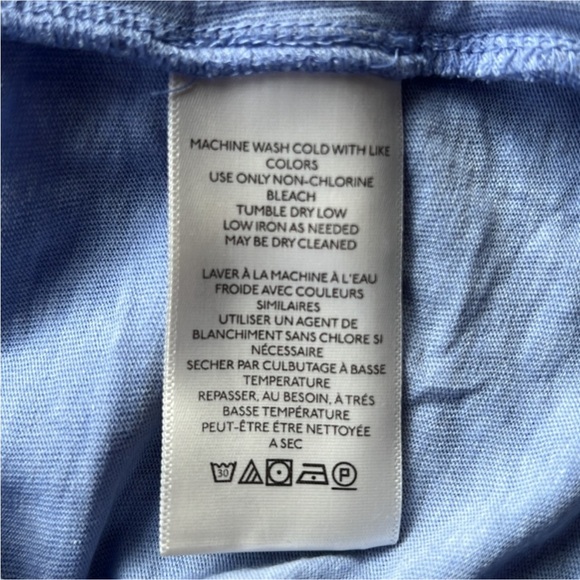 MACHINE WASH COLD WITH LIKE
COLORS
USE ONLY NON-CHLORINE
BLEACH
TUMBLE DRY LOW
LOW IRON AS NEEDED
MAY BE DRY CLEANED
LAVER À LA MACHINE À L'EAU
FROIDE AVEC COULEURS
SIMILAIRES
UTILISER UN AGENT DE
BLANCHIMENT SANS CHLORE SI
NÉCESSAIRE
SECHER PAR CULBUTAGE À BASSE
TEMPERATURE
REPASSER, AU BESOIN, À TRÉS
BASSE TEMPÉRATURE
PEUT-ÊTRE ÉTRE NETTOYÉE
A SEC
30 P